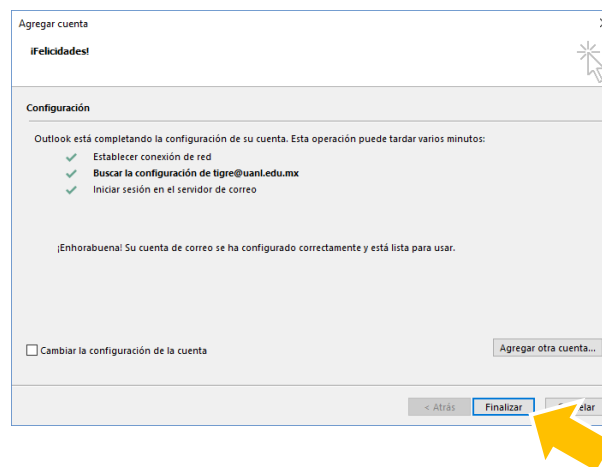 Agregar cuenta
¡Felicidades!
Configuración
Outlook está completando la configuración de su cuenta. Esta operación puede tardar varios minutos:
Establecer conexión de red
Buscar la configuración de tigre@uanl.edu.mx
Iniciar sesión en el servidor de correo
¡Enhorabuena! Su cuenta de correo se ha configurado correctamente y está lista para usar.
Cambiar la configuración de la cuenta
Agregar otra cuenta...
< Atrás
Finalizar